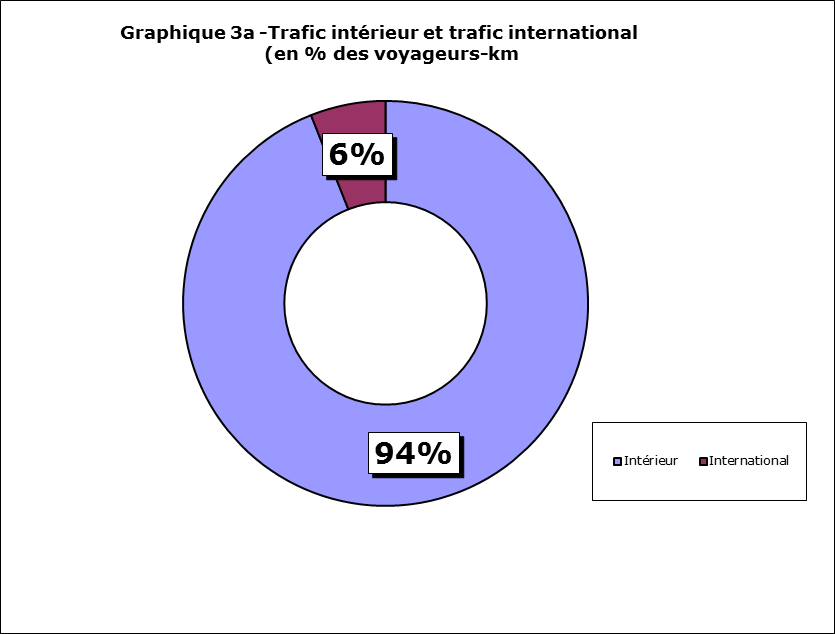 Graphique 3a -Trafic intérieur et trafic international
(en % des voyageurs-km
6%
94%
Intérieur International